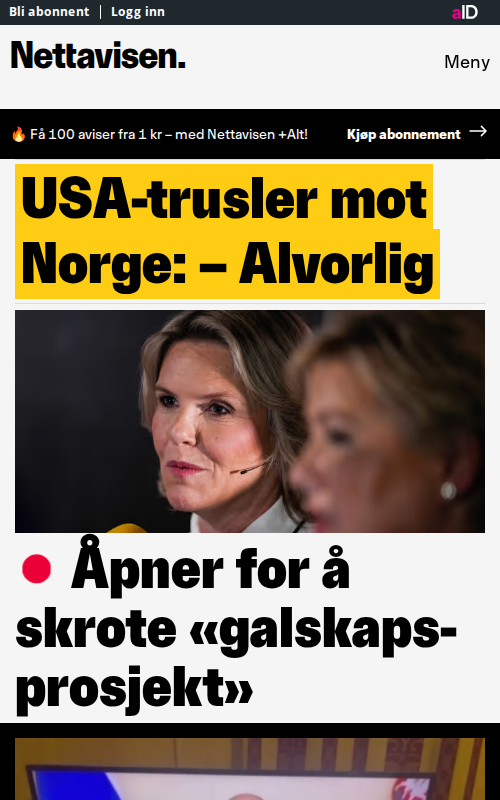 Bli abonnent | Logg inn
aID
Nettavisen.
Meny
🔥 Få 100 aviser fra 1 kr – med Nettavisen +Alt!
Kjøp abonnement →
USA-trusler mot
Norge: – Alvorlig
Åpner for å
skrote «galskaps-
prosjekt»